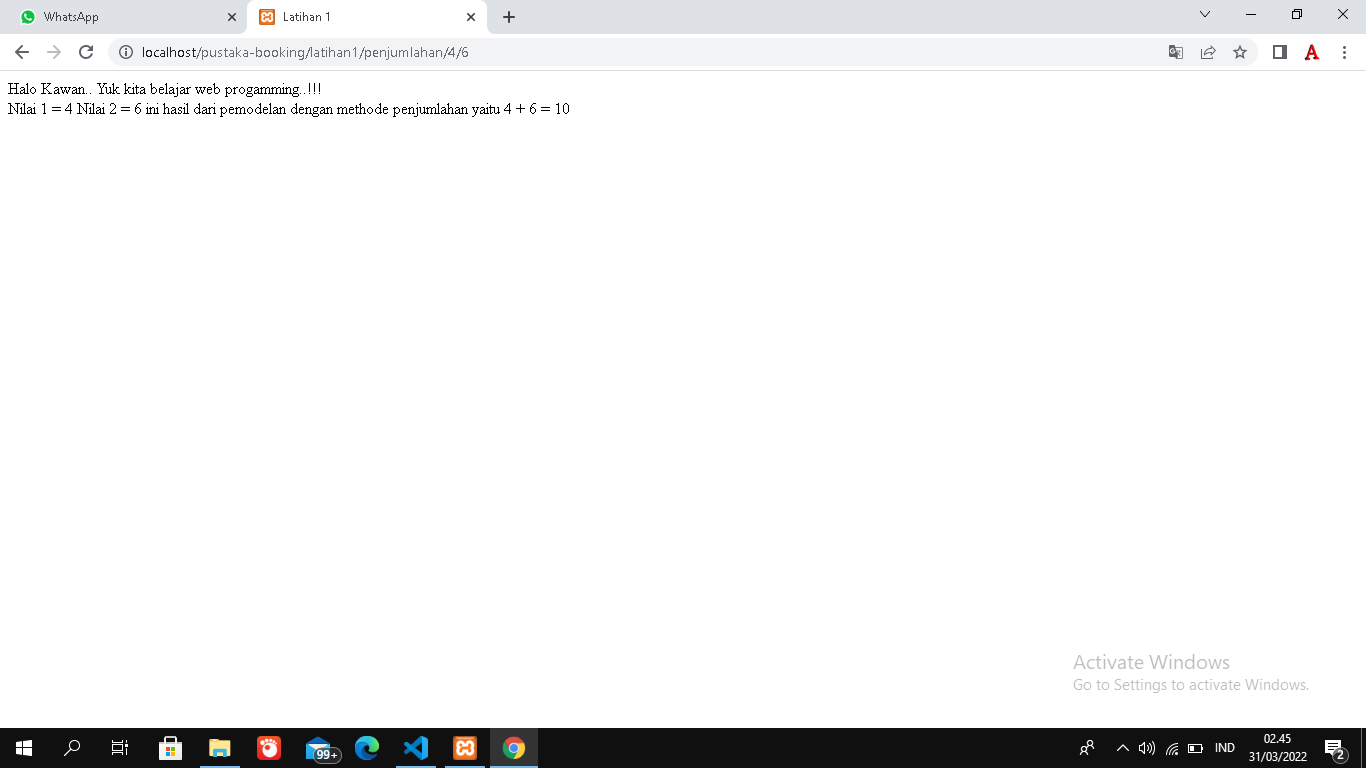 WhatsApp
Latihan 1
localhost/pustaka-booking/latihan1/penjumlahan/4/6
Halo Kawan.. Yuk kita belajar web progamming..!!!
Nilai 1 = 4 Nilai 2 = 6 ini hasil dari pemodelan dengan methode penjumlahan yaitu 4 + 6 = 10
Activate Windows
Go to Settings to activate Windows.
99+
IND
02.45
31/03/2022
2